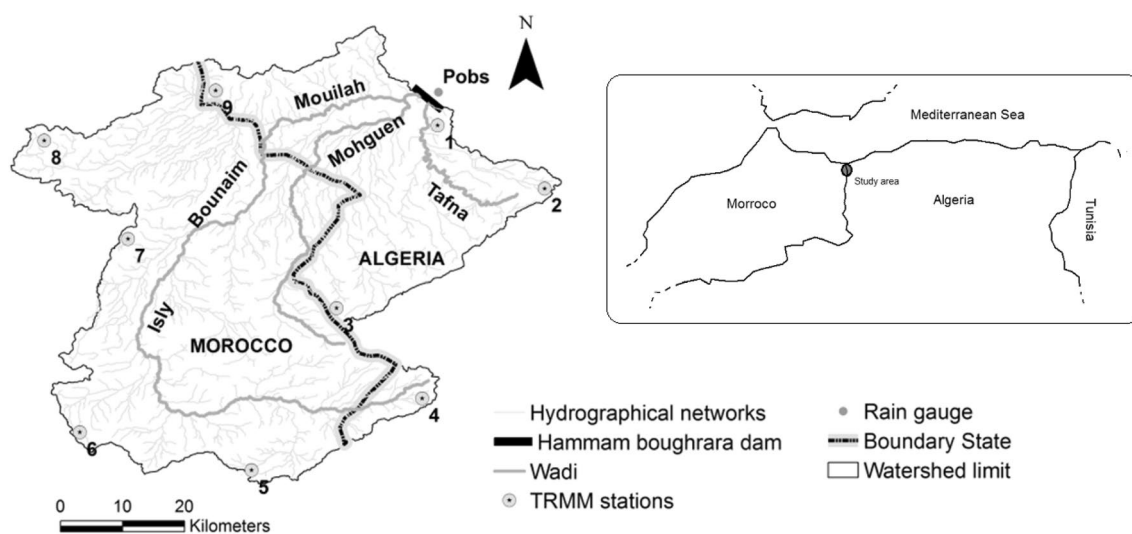 N
Pobs
9
Mouilah
1
8
Mohguen
Bounaim
Tafna
2
7
ALGERIA
Isly
3
MOROCCO
4
6
5
0 10 20
Kilometers
Mediterranean Sea
Study area
Morroco
Algeria
Tunisia
Hydrographical networks
Hammam boughrara dam
Wadi
TRMM stations
Rain gauge
Boundary State
Watershed limit